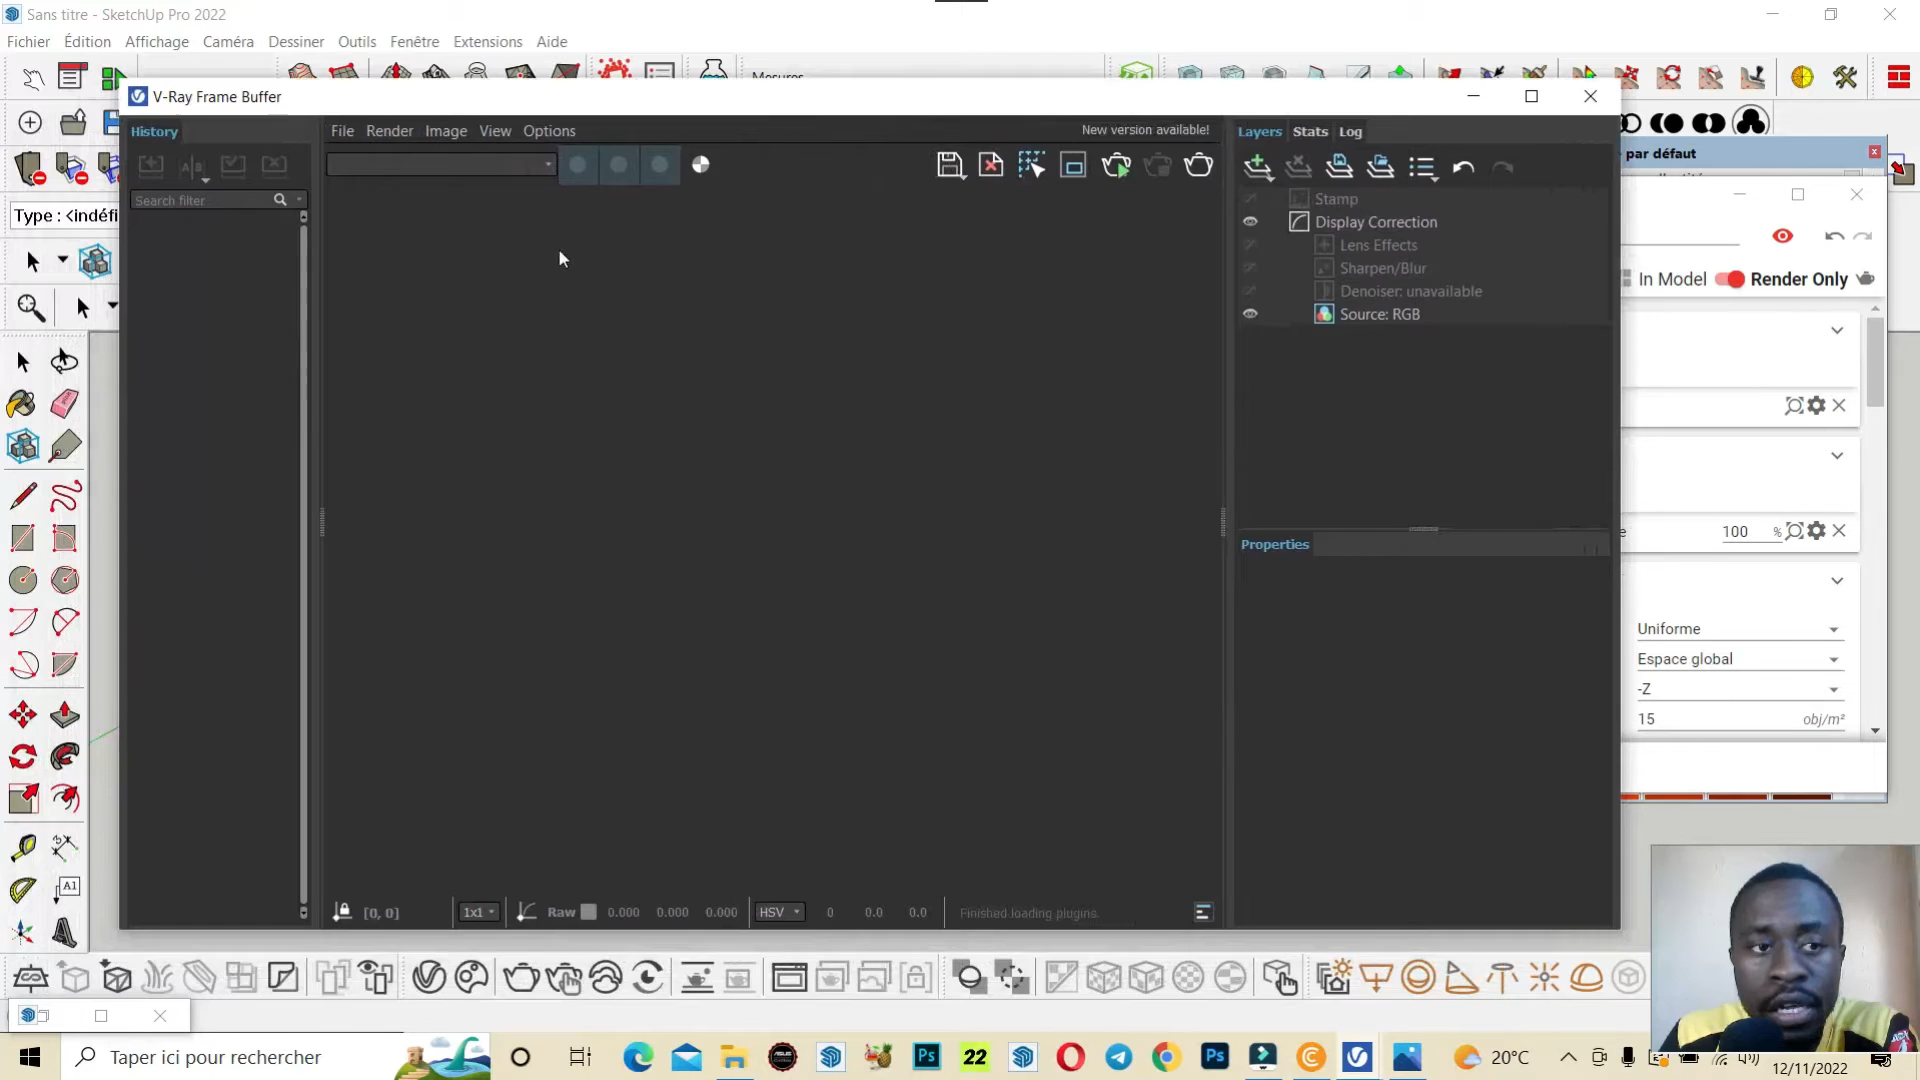 Sans titre - SketchUp Pro 2022
Fichier Édition Affichage Caméra Dessiner Outils Fenêtre Extensions Aide
V-Ray Frame Buffer
History
File Render Image View Options
New version available!
Layers Stats Log
par défaut
Search filter
Type : <indéfi
Stamp
Display Correction
Lens Effects
Sharpen/Blur
Denoiser: unavailable
Source: RGB
In Model Render Only
Properties
100 %
Uniforme
Espace global
-Z
15 obj/m²
A1
[0, 0]
1x1
Raw 0.000 0.000 0.000
HSV 0 0.0 0.0
Finished loading plugins.
Taper ici pour rechercher
Ps
22
Ps
20°C
12/11/2022